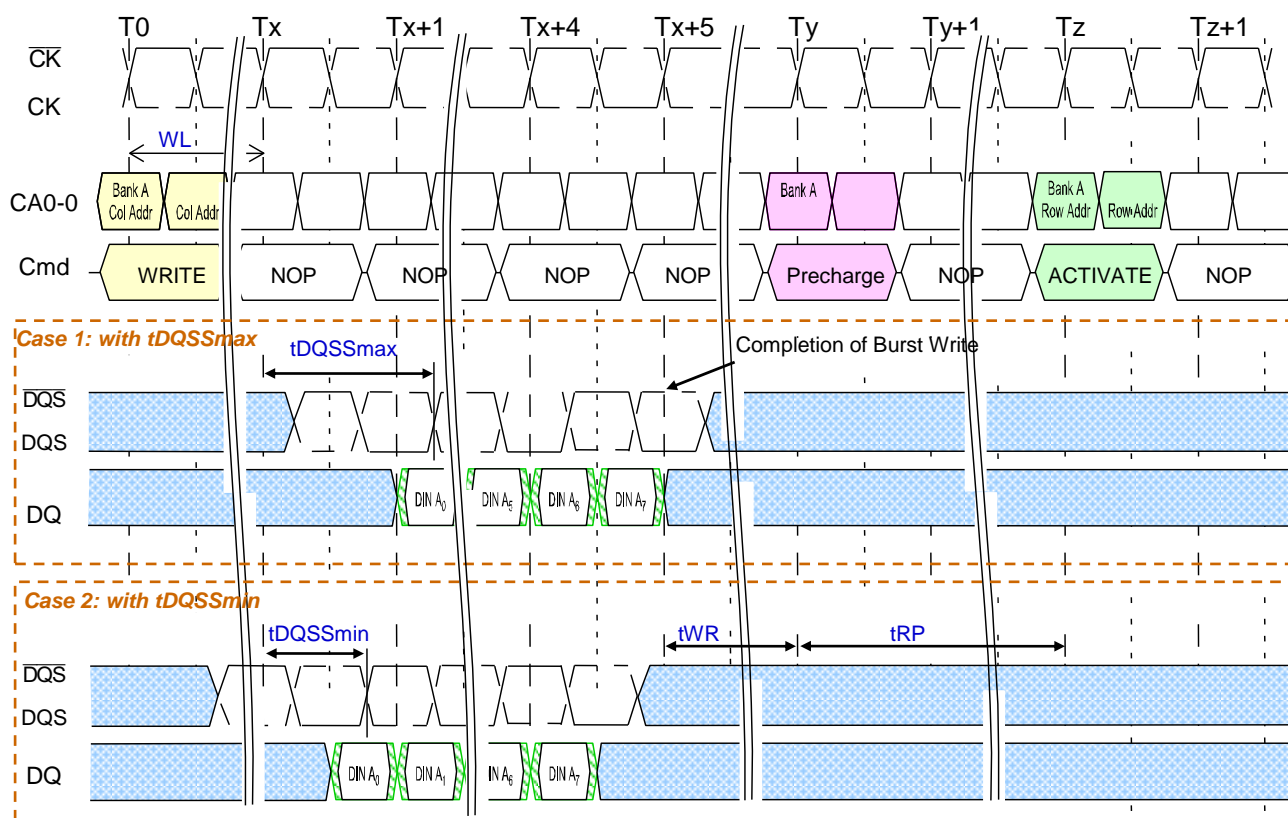 T0 Tx Tx+1 Tx+4 Tx+5 Ty Ty+1 Tz Tz+1
CK
CK
WL
CA0-0 Bank A Col Addr Col Addr Bank A Bank A Row Addr Row Addr
Cmd WRITE NOP NOP NOP NOP Precharge NOP ACTIVATE NOP
Case 1: with tDQSSmax
tDQSSmax
Completion of Burst Write
DQS
DQS
DQ DIN A0 DIN A5 DIN A6 DIN A7
Case 2: with tDQSSmin
tDQSSmin tWR tRP
DQS
DQS
DQ DIN A0 DIN A1 IN A6 DIN A7